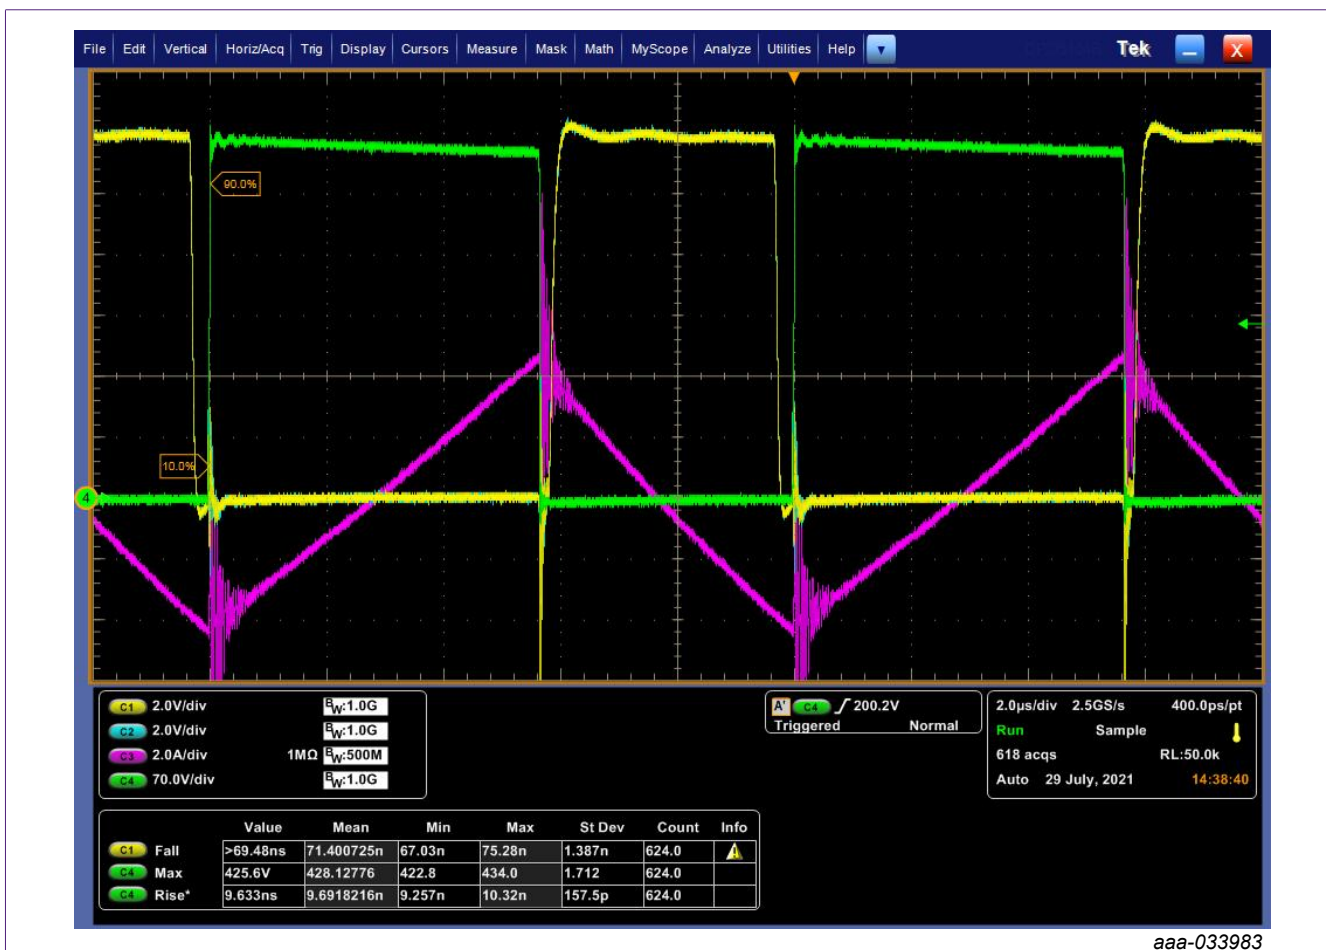 File Edit Vertical Horiz/Acq Trig Display Cursors Measure Mask Math MyScope Analyze Utilities Help Tek X
90.0%
10.0%
4
C1 2.0V/div BW:1.0G
C2 2.0V/div BW:1.0G
C3 2.0A/div 1MΩ BW:500M
C4 70.0V/div BW:1.0G
A' C4 200.2V
Triggered Normal
2.0µs/div 2.5GS/s 400.0ps/pt
Run Sample
618 acqs RL:50.0k
Auto 29 July, 2021 14:38:40
Value Mean Min Max St Dev Count Info
C1 Fall >69.48ns 71.400725n 67.03n 75.28n 1.387n 624.0
C4 Max 425.6V 428.12776 422.8 434.0 1.712 624.0
C4 Rise* 9.633ns 9.6918216n 9.257n 10.32n 157.5p 624.0
aaa-033983